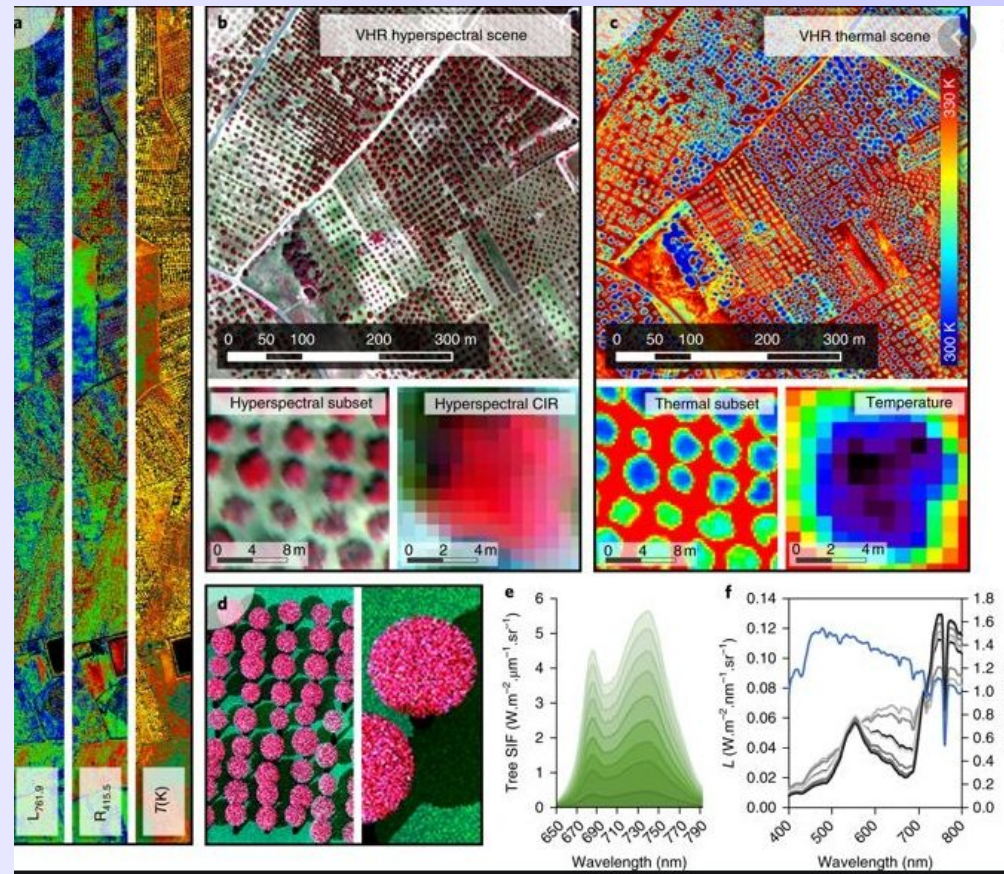 a
L761.9
R415.5
T(K)
b
VHR hyperspectral scene
0 50 100 200 300 m
Hyperspectral subset
0 4 8 m
Hyperspectral CIR
0 2 4 m
c
VHR thermal scene
330 K
300 K
0 50 100 200 300 m
Thermal subset
0 4 8 m
Temperature
0 2 4 m
d
e
Tree SIF (W.m⁻².μm⁻¹.sr⁻¹)
6
5
4
3
2
1
0
650 670 690 710 730 750 770 790
Wavelength (nm)
f
L (W.m⁻².nm⁻¹.sr⁻¹)
0.14
0.12
0.10
0.08
0.06
0.04
0.02
0.00
1.8
1.6
1.4
1.2
1.0
0.8
0.6
0.4
0.2
0.0
400 500 600 700 800
Wavelength (nm)